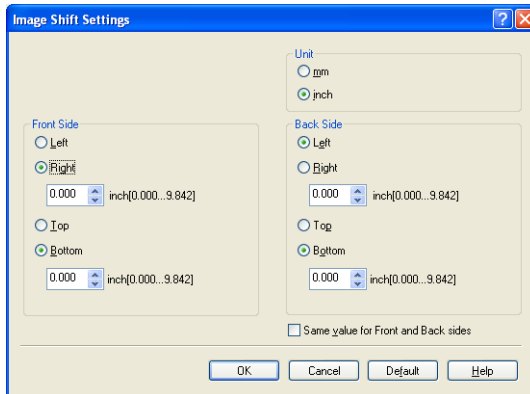 Image Shift Settings
Unit
mm
inch
Front Side
Left
Right
0.000 inch[0.000...9.842]
Top
Bottom
0.000 inch[0.000...9.842]
Back Side
Left
Right
0.000 inch[0.000...9.842]
Top
Bottom
0.000 inch[0.000...9.842]
Same value for Front and Back sides
OK Cancel Default Help